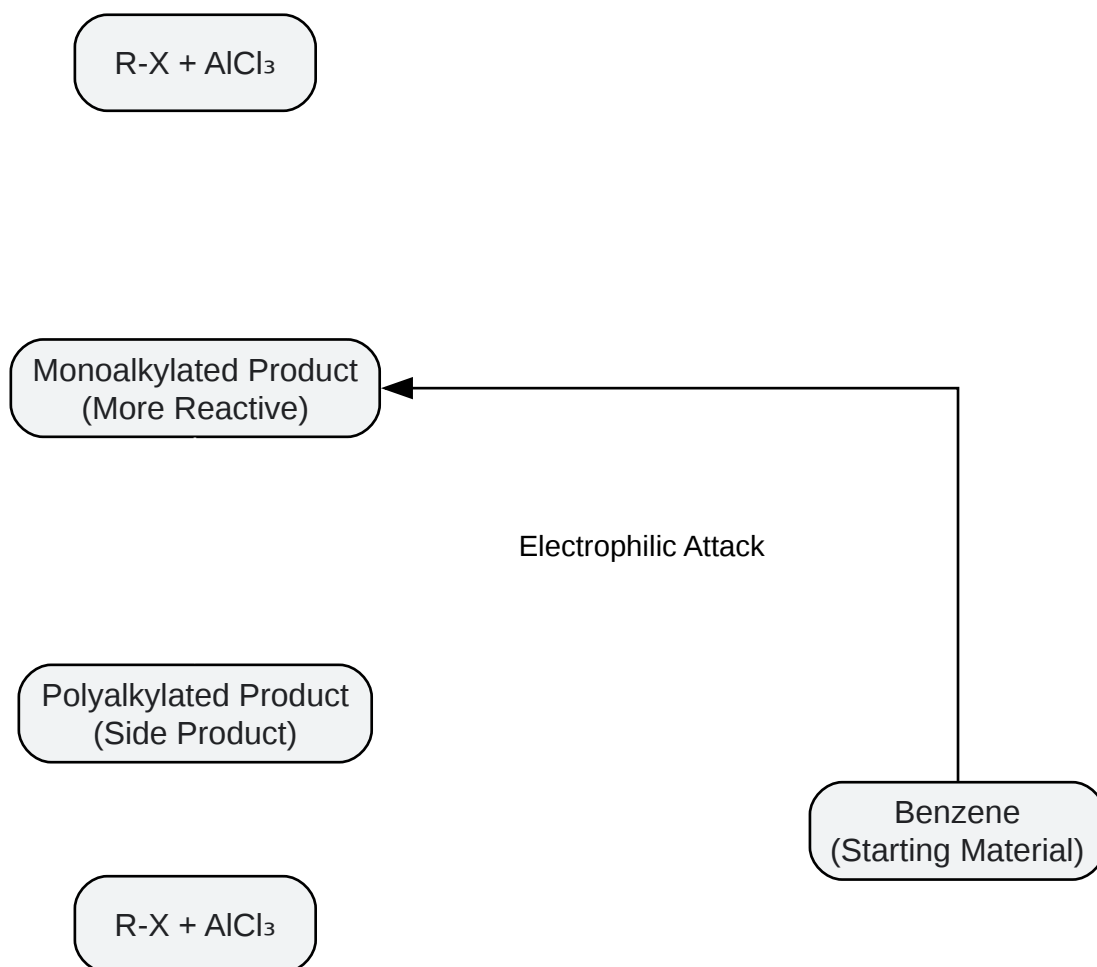 R-X + AlCl₃
Monoalkylated Product
(More Reactive)
Electrophilic Attack
Polyalkylated Product
(Side Product)
Benzene
(Starting Material)
R-X + AlCl₃